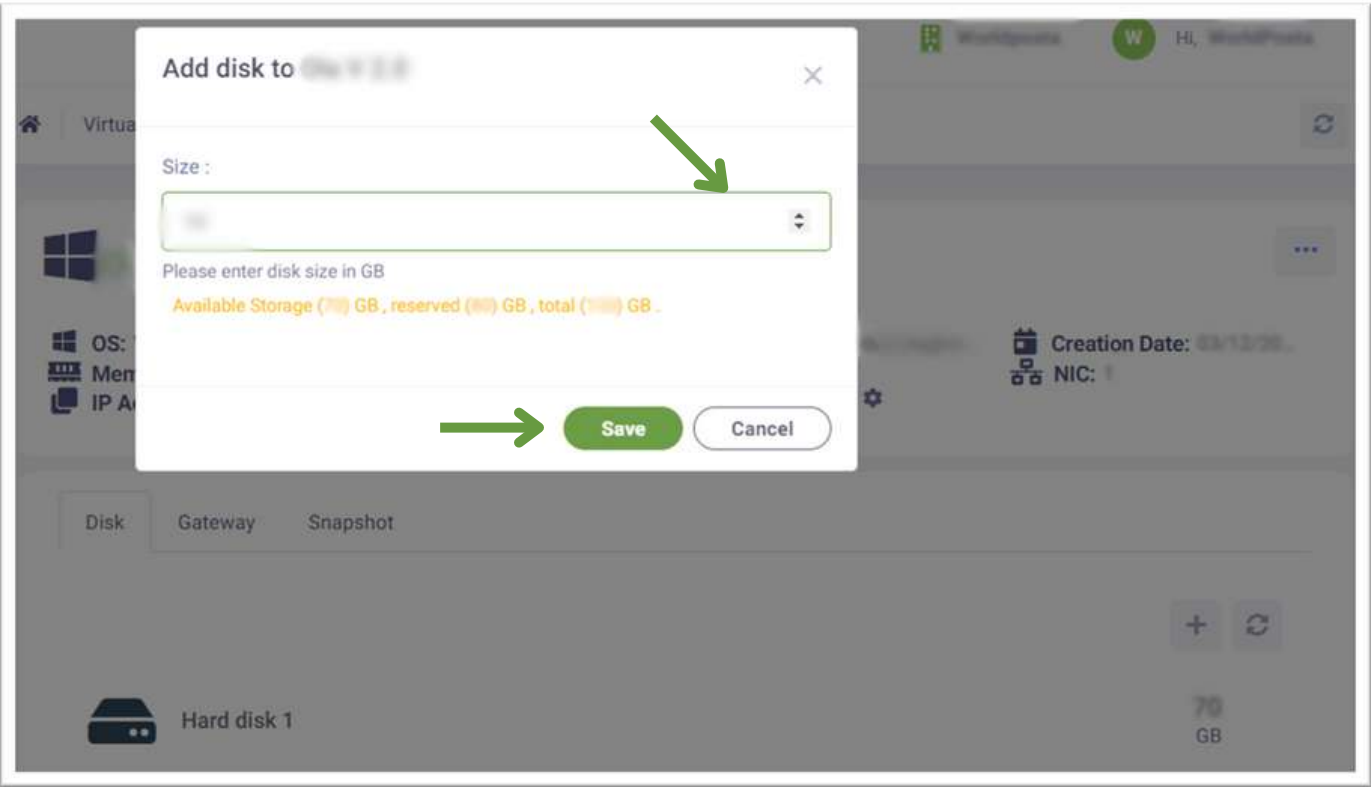 Add disk to
W Hi,
Virtua
Size :
Please enter disk size in GB
Available Storage ( ) GB , reserved ( ) GB , total ( ) GB .
OS:
Creation Date:
Mem
NIC:
IP A
Save Cancel
Disk Gateway Snapshot
Hard disk 1
70
GB